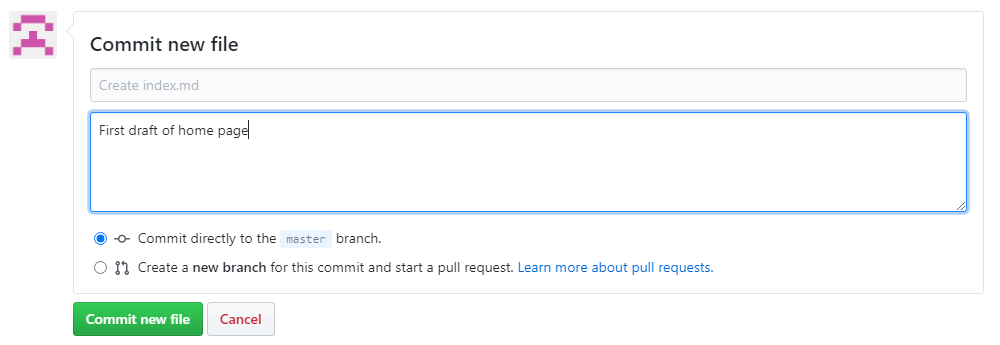 Commit new file
Create index.md
First draft of home page
Commit directly to the master branch.
Create a new branch for this commit and start a pull request. Learn more about pull requests.
Commit new file Cancel